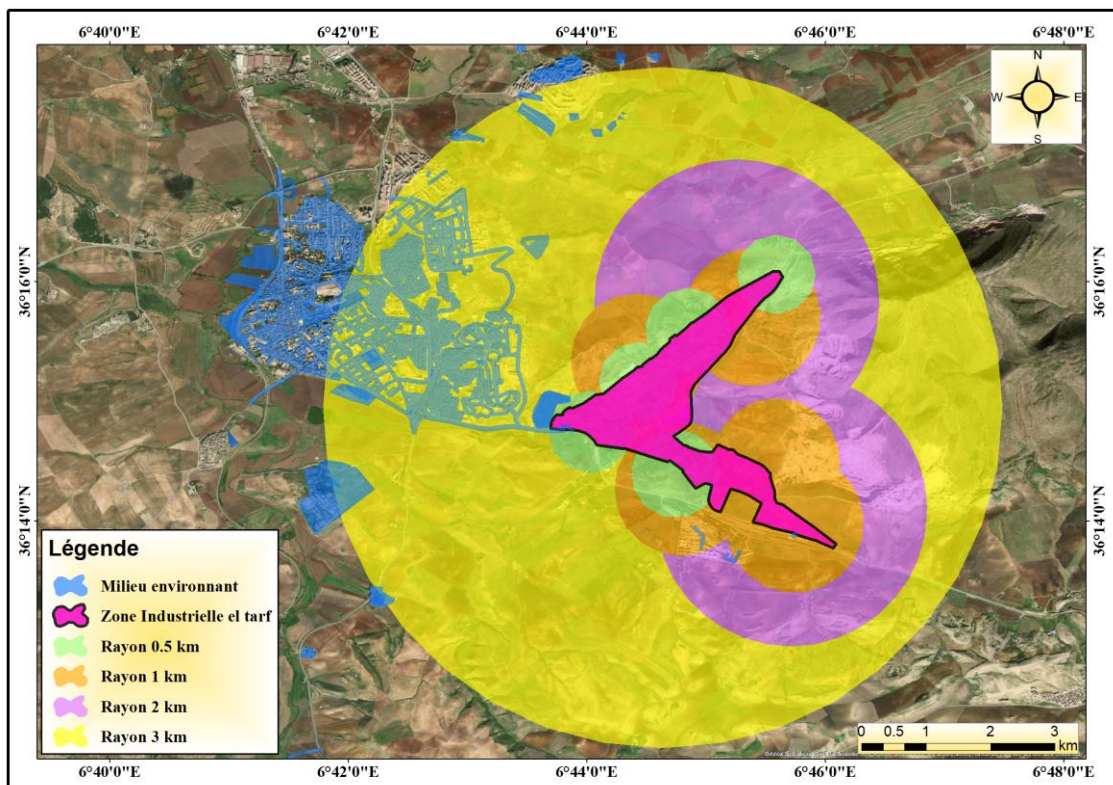 6°40'0"E 6°42'0"E 6°44'0"E 6°46'0"E 6°48'0"E
N
W E
S
36°16'0"N 36°16'0"N
36°14'0"N 36°14'0"N
Légende
Milieu environnant
Zone Industrielle el tarf
Rayon 0.5 km
Rayon 1 km
Rayon 2 km
Rayon 3 km
0 0.5 1 2 3
km
6°40'0"E 6°42'0"E 6°44'0"E 6°46'0"E 6°48'0"E